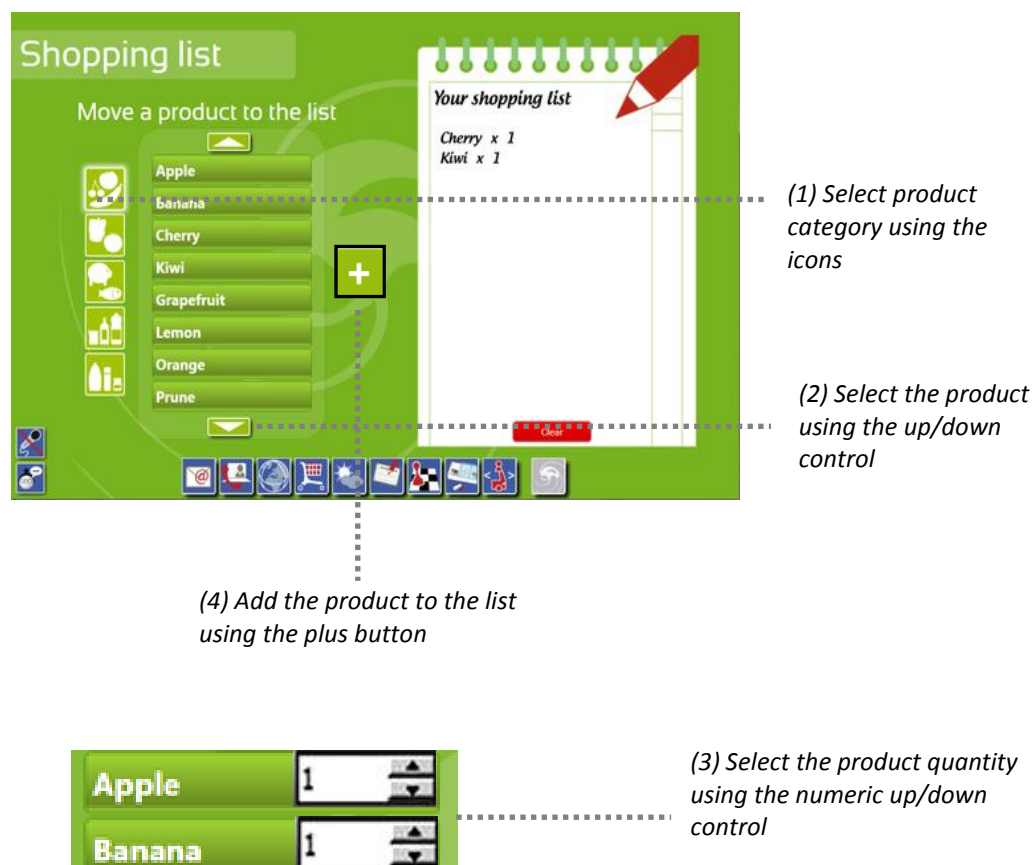 Shopping list
Move a product to the list
Apple
Banana
Cherry
Kiwi
Grapefruit
Lemon
Orange
Prune
+
Your shopping list
Cherry x 1
Kiwi x 1
Clear
@
(1) Select product
category using the
icons
(2) Select the product
using the up/down
control
(4) Add the product to the list
using the plus button
Apple 1
Banana 1
(3) Select the product quantity
using the numeric up/down
control